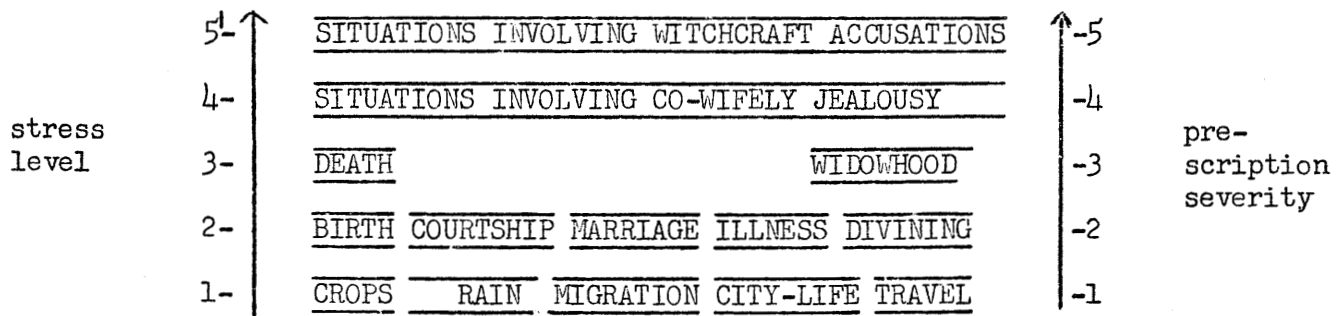 5- SITUATIONS INVOLVING WITCHCRAFT ACCUSATIONS -5
4- SITUATIONS INVOLVING CO-WIFELY JEALOUSY -4
stress level 3- DEATH WIDOWHOOD -3 pre-scription severity
2- BIRTH COURTSHIP MARRIAGE ILLNESS DIVINING -2
1- CROPS RAIN MIGRATION CITY-LIFE TRAVEL -1